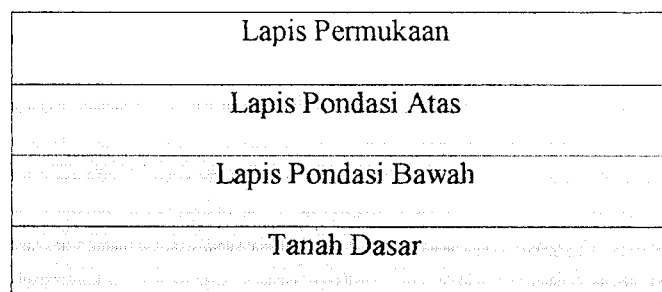 Lapis Permukaan
Lapis Pondasi Atas
Lapis Pondasi Bawah
Tanah Dasar